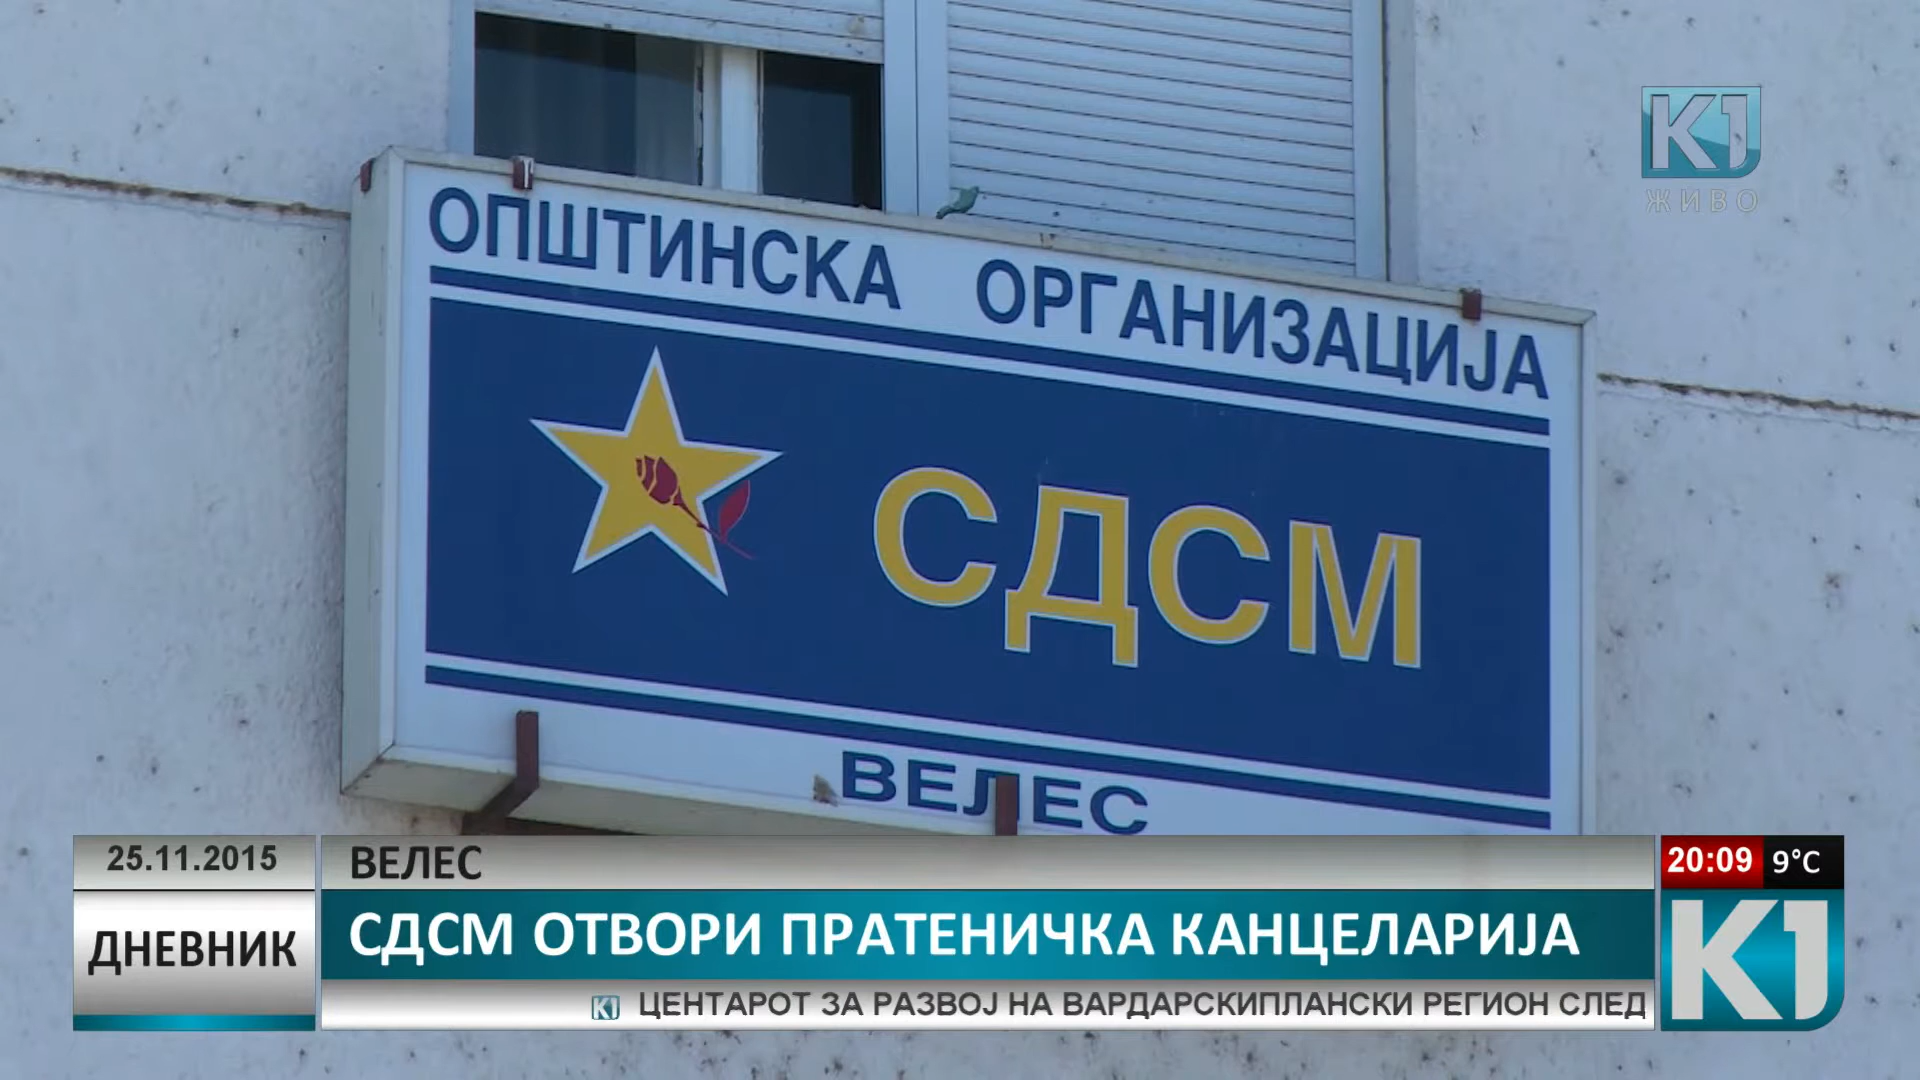 К1
ЖИВО
ОПШТИНСКА ОРГАНИЗАЦИЈА
СДСМ
ВЕЛЕС
25.11.2015
ВЕЛЕС
20:09 9°C
ДНЕВНИК
СДСМ ОТВОРИ ПРАТЕНИЧКА КАНЦЕЛАРИЈА
К1
К1 ЦЕНТАРОТ ЗА РАЗВОЈ НА ВАРДАРСКИПЛАНСКИ РЕГИОН СЛЕД